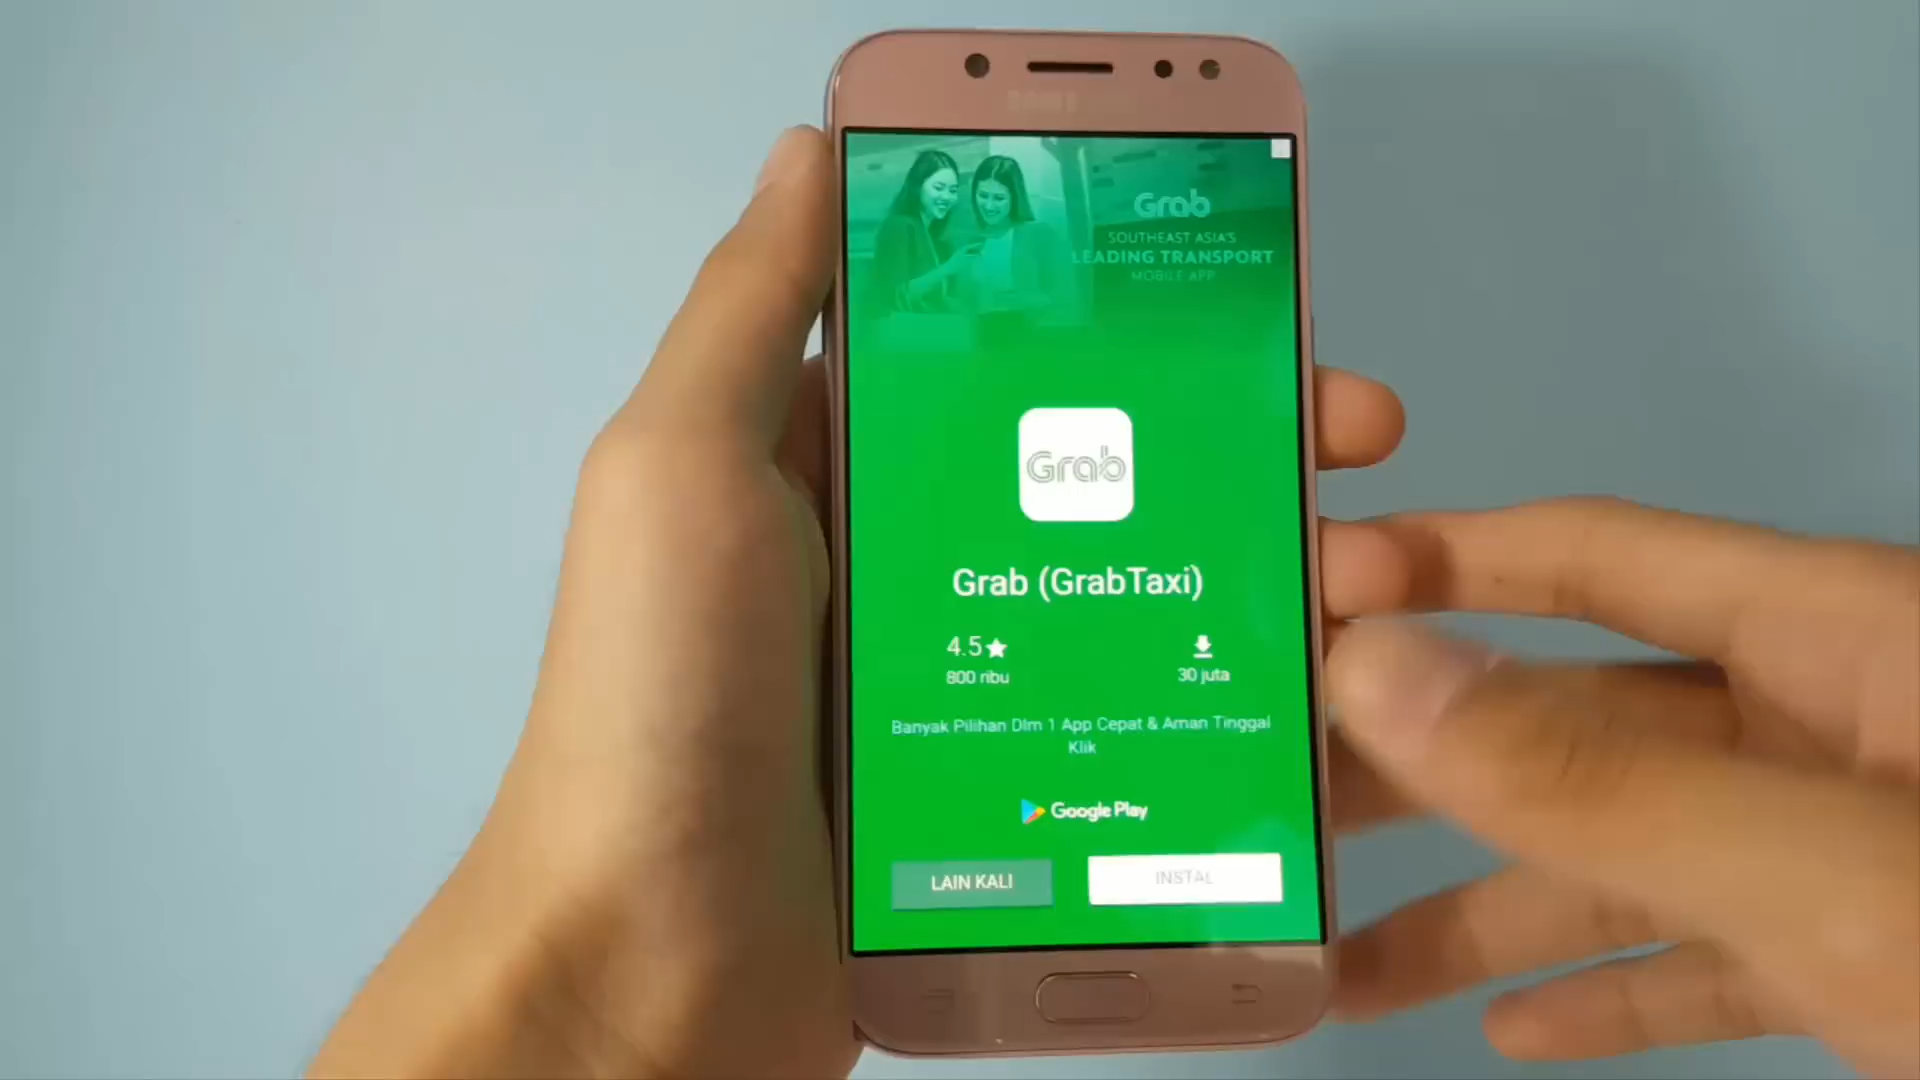 Grab
SOUTHEAST ASIA'S
LEADING TRANSPORT
MOBILE APP
Grab
Grab (GrabTaxi)
4.5
800 ribu
30 juta
Banyak Pilihan Dlm 1 App Cepat & Aman Tinggal
Klik
Google Play
LAIN KALI
INSTAL